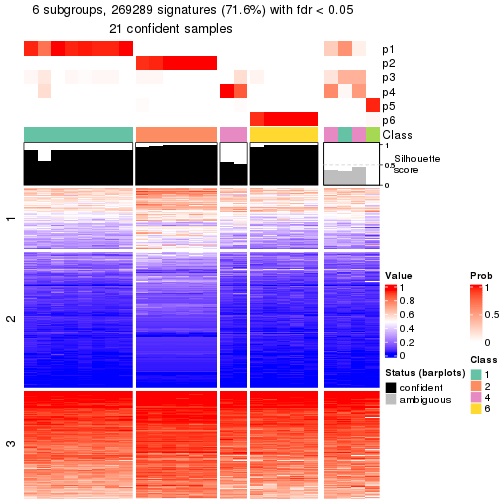 6 subgroups, 269289 signatures (71.6%) with fdr < 0.05
21 confident samples
p1
p2
p3
p4
p5
p6
Class
1
0.5
0
Silhouette
score
1
2
3
Value
1
0.8
0.6
0.4
0.2
0
Status (barplots)
confident
ambiguous
Prob
1
0.5
0
Class
1
2
4
6